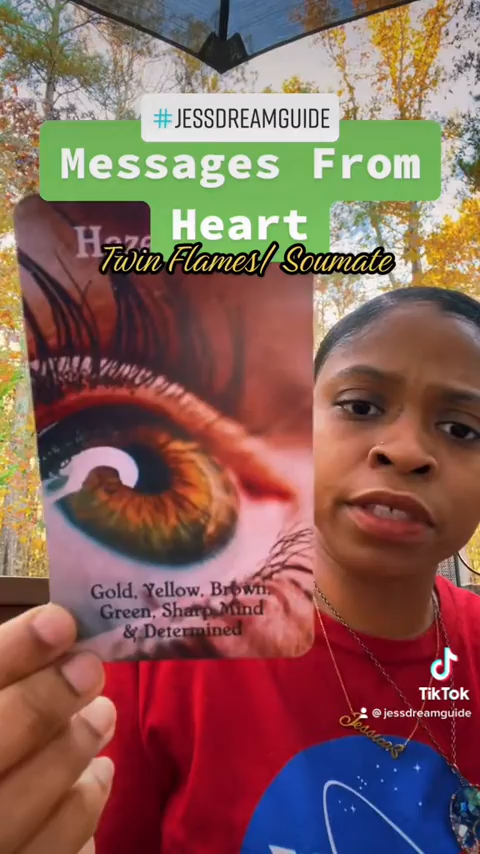 #JESSDREAMGUIDE
Messages From
Heart
Twin Flames/ Soumate
Gold, Yellow, Brown,
Green, Sharp Mind
& Determined
TikTok
@jessdreamguide
Jessica